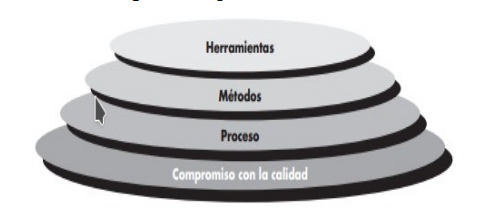 Herramientas
Métodos
Proceso
Compromiso con la calidad